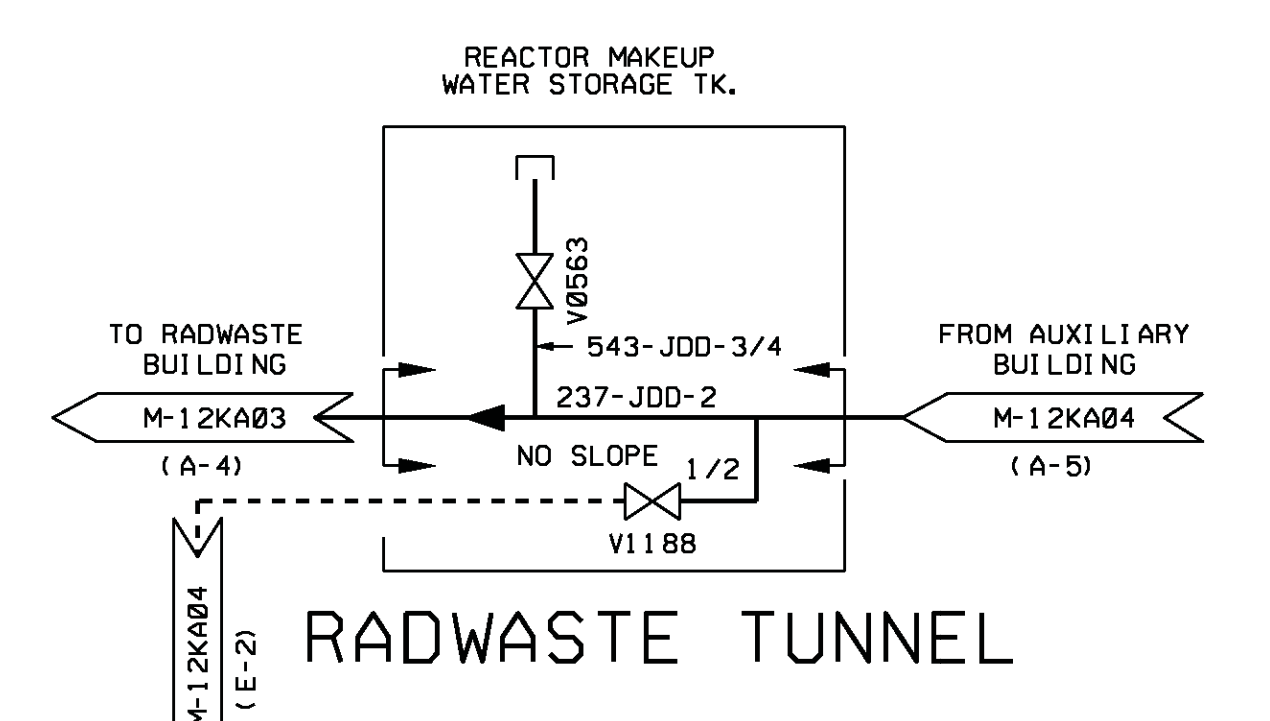 REACTOR MAKEUP
WATER STORAGE TK.
V0563
543-JDD-3/4
TO RADWASTE
BUILDING
FROM AUXILIARY
BUILDING
237-JDD-2
M-12KA03
M-12KA04
(A-4)
NO SLOPE
1/2
(A-5)
V1188
M-12KA04
(E-2)
RADWASTE TUNNEL